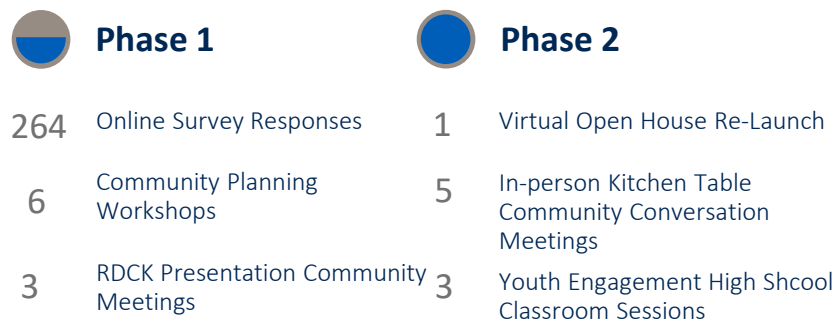 Phase 1
264 Online Survey Responses
6 Community Planning
Workshops
3 RDCK Presentation Community
Meetings
Phase 2
1 Virtual Open House Re-Launch
5 In-person Kitchen Table
Community Conversation
Meetings
3 Youth Engagement High Shcool
Classroom Sessions